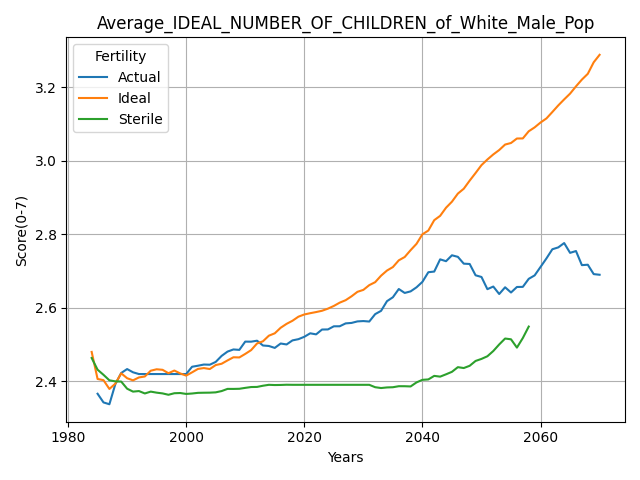 Average_IDEAL_NUMBER_OF_CHILDREN_of_White_Male_Pop
Fertility
Actual
Ideal
Sterile
Score(0-7)
3.2
3.0
2.8
2.6
2.4
1980 2000 2020 2040 2060
Years